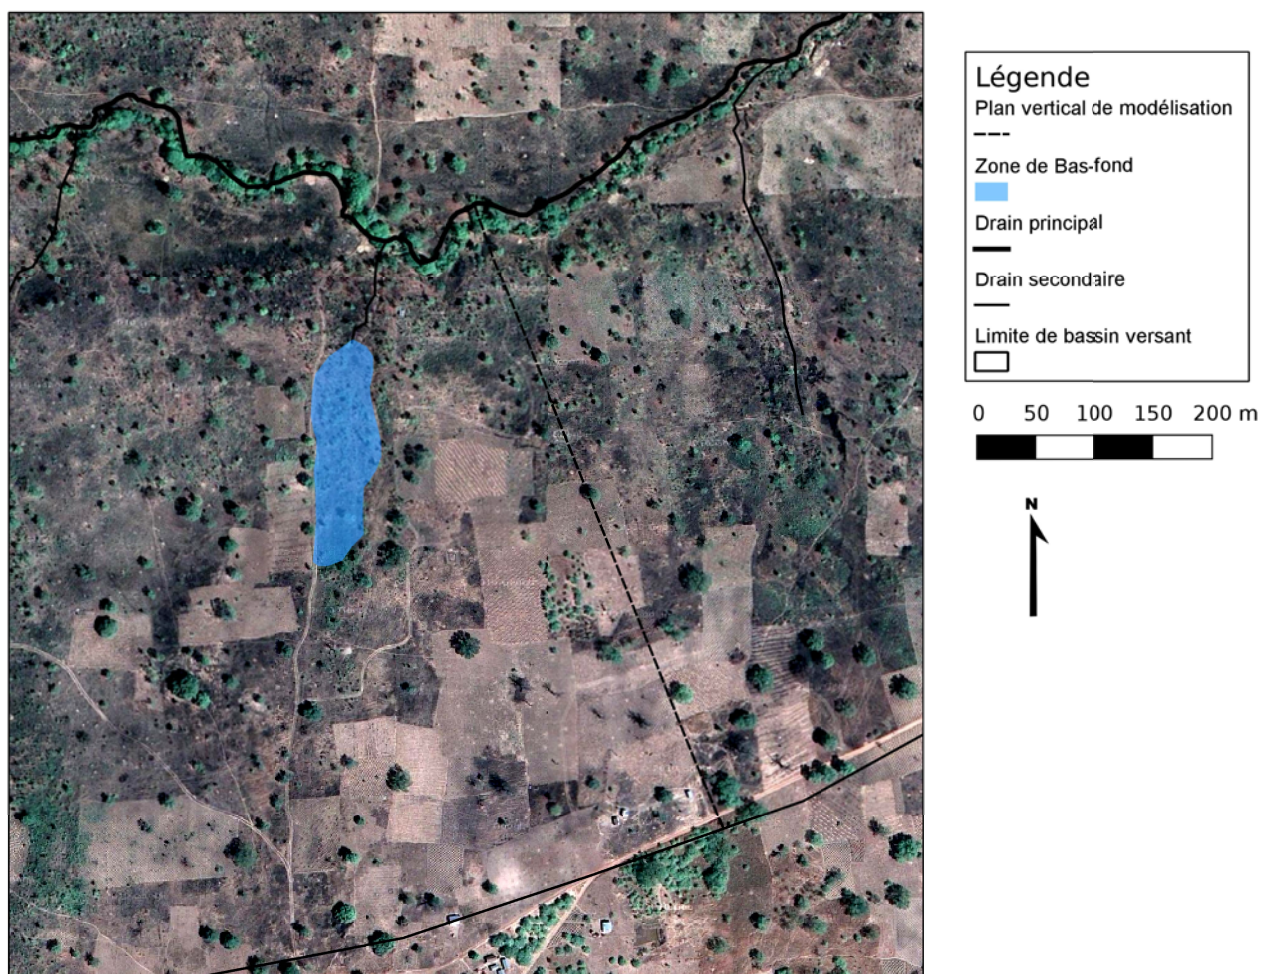 Légende
Plan vertical de modélisation
Zone de Bas-fond
Drain principal
Drain secondaire
Limite de bassin versant
0 50 100 150 200 m
N